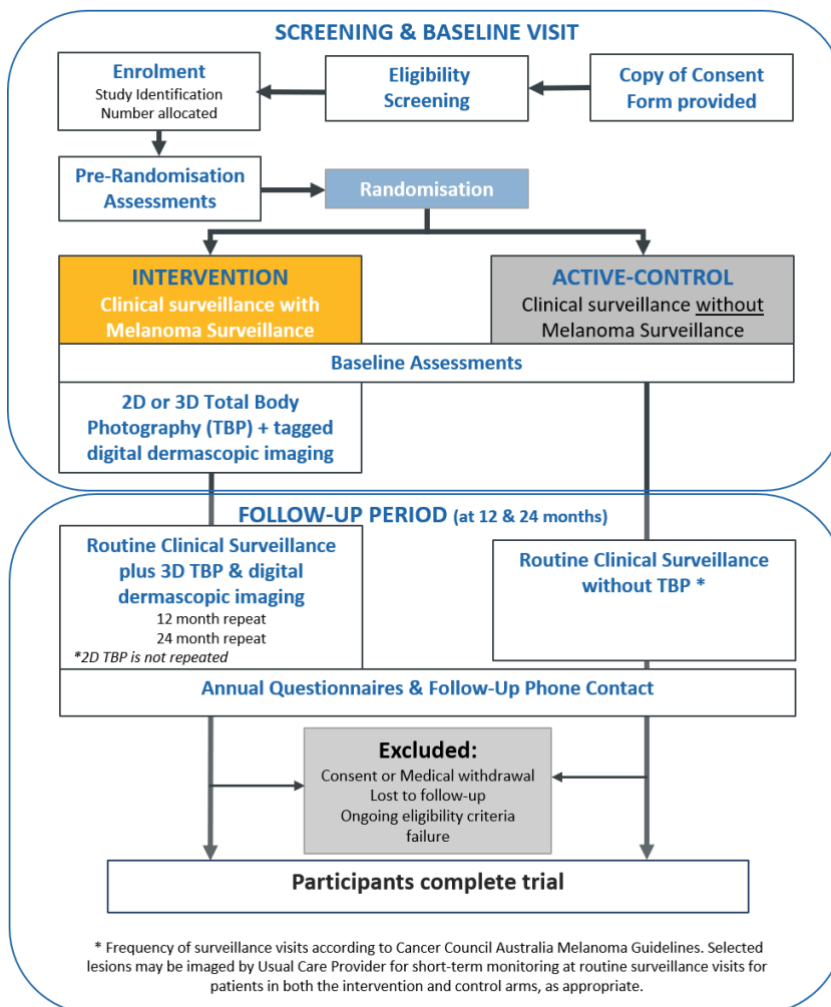 SCREENING & BASELINE VISIT
Enrolment
Study Identification
Number allocated
Eligibility
Screening
Copy of Consent
Form provided
Pre-Randomisation
Assessments
Randomisation
INTERVENTION
Clinical surveillance with
Melanoma Surveillance
ACTIVE-CONTROL
Clinical surveillance without
Melanoma Surveillance
Baseline Assessments
2D or 3D Total Body
Photography (TBP) + tagged
digital dermascopic imaging
FOLLOW-UP PERIOD (at 12 & 24 months)
Routine Clinical Surveillance
plus 3D TBP & digital
dermascopic imaging
12 month repeat
24 month repeat
*2D TBP is not repeated
Routine Clinical Surveillance
without TBP *
Annual Questionnaires & Follow-Up Phone Contact
Excluded:
Consent or Medical withdrawal
Lost to follow-up
Ongoing eligibility criteria
failure
Participants complete trial
* Frequency of surveillance visits according to Cancer Council Australia Melanoma Guidelines. Selected
lesions may be imaged by Usual Care Provider for short-term monitoring at routine surveillance visits for
patients in both the intervention and control arms, as appropriate.